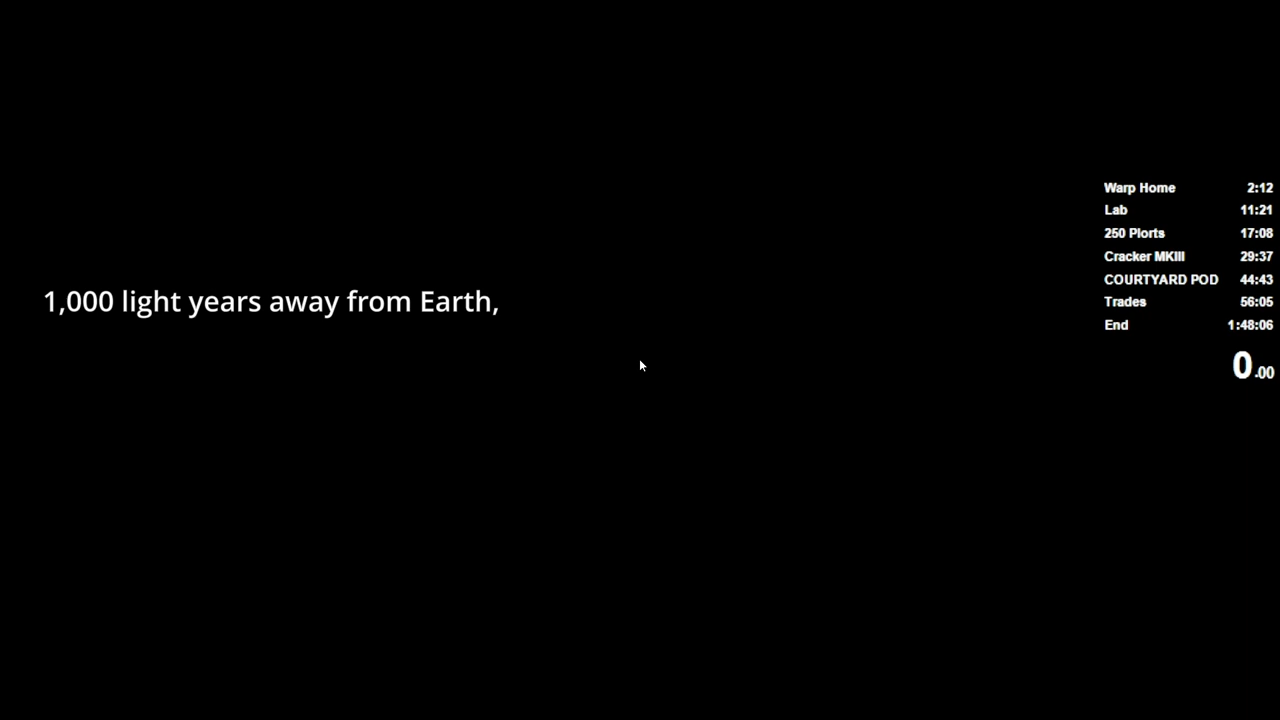 1,000 light years away from Earth,
Warp Home 2:12
Lab 11:21
250 Plorts 17:08
Cracker MKIII 29:37
COURTYARD POD 44:43
Trades 56:05
End 1:48:06
0.00